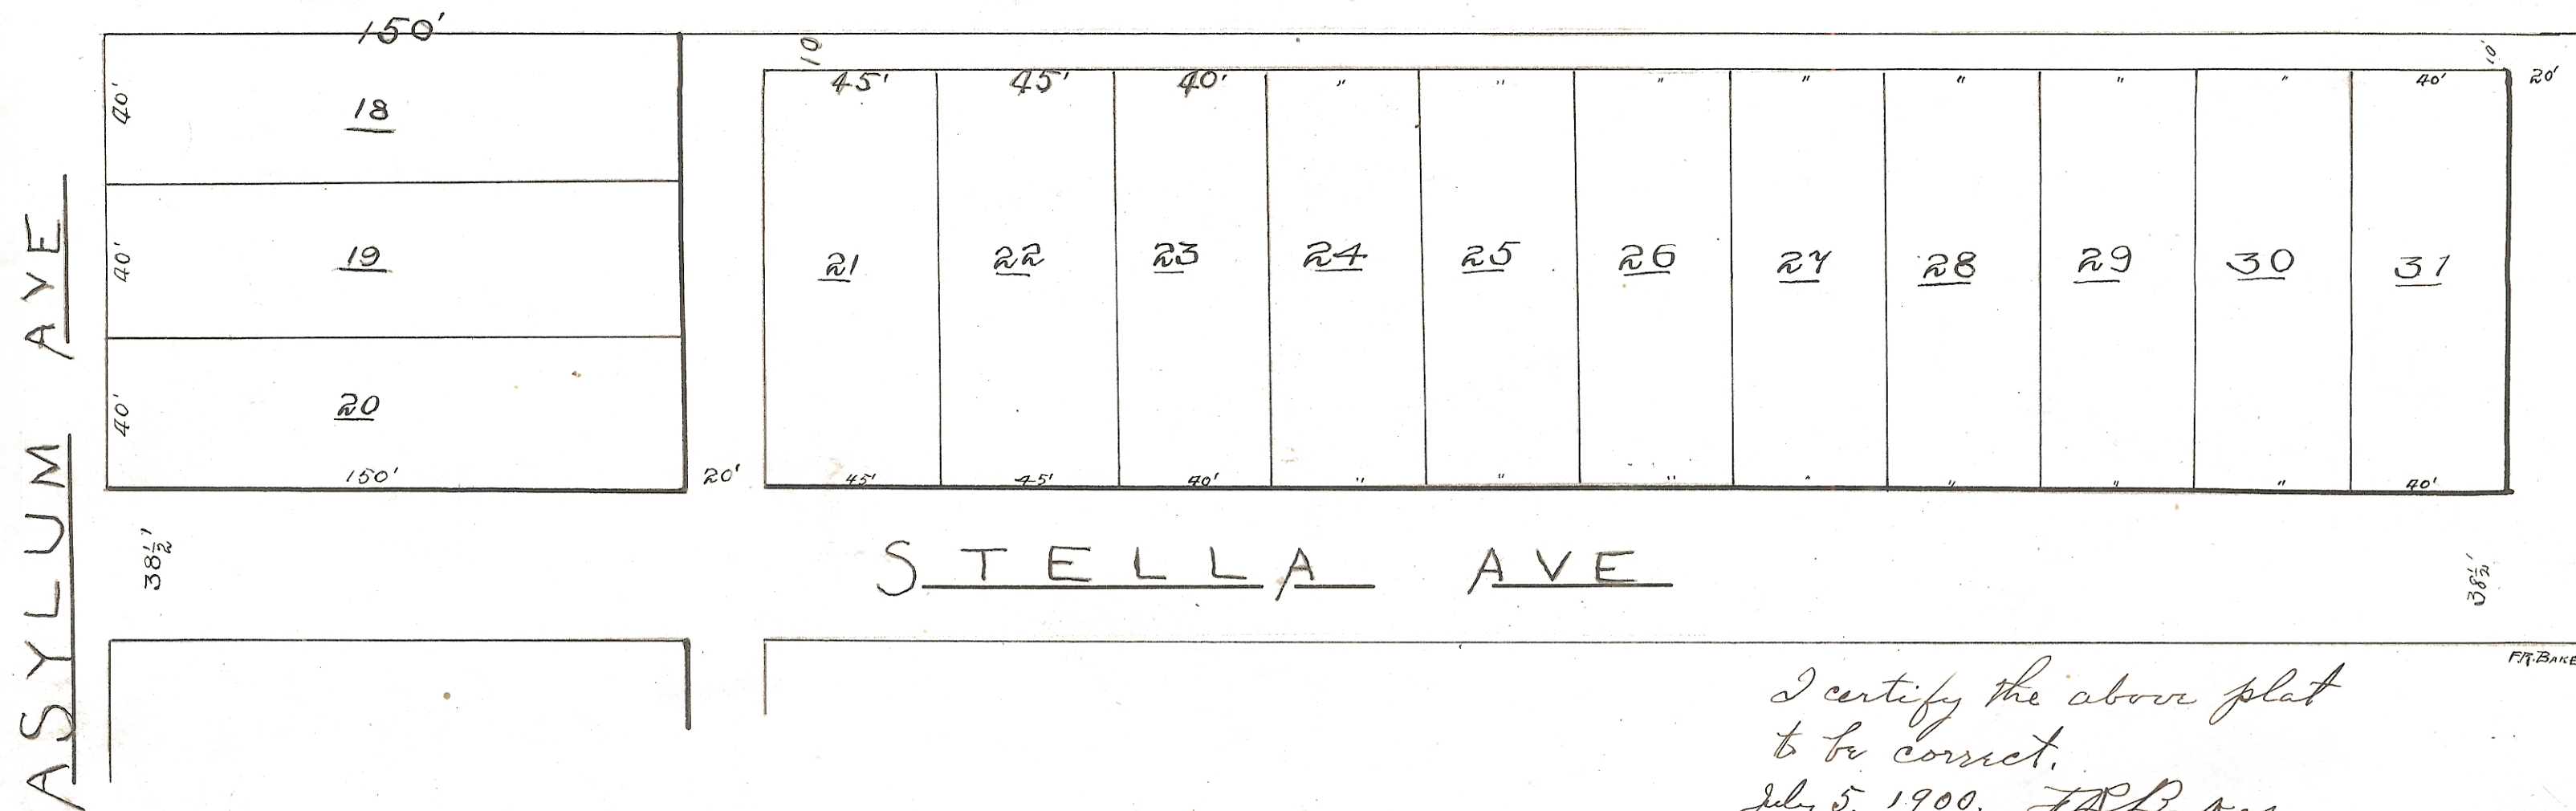 150'
10
10'
40'
18
45' 45' 40' " " " " " " " 40' 20'
40'
19
40'
20
150'
20'
21 22 23 24 25 26 27 28 29 30 31
45' 45' 40' " " " " " " " 40'
ASYLUM AVE
38½'
STELLA AVE
38½'
F.R. BAKE
I certify the above plat
to be correct.
July 5, 1900.